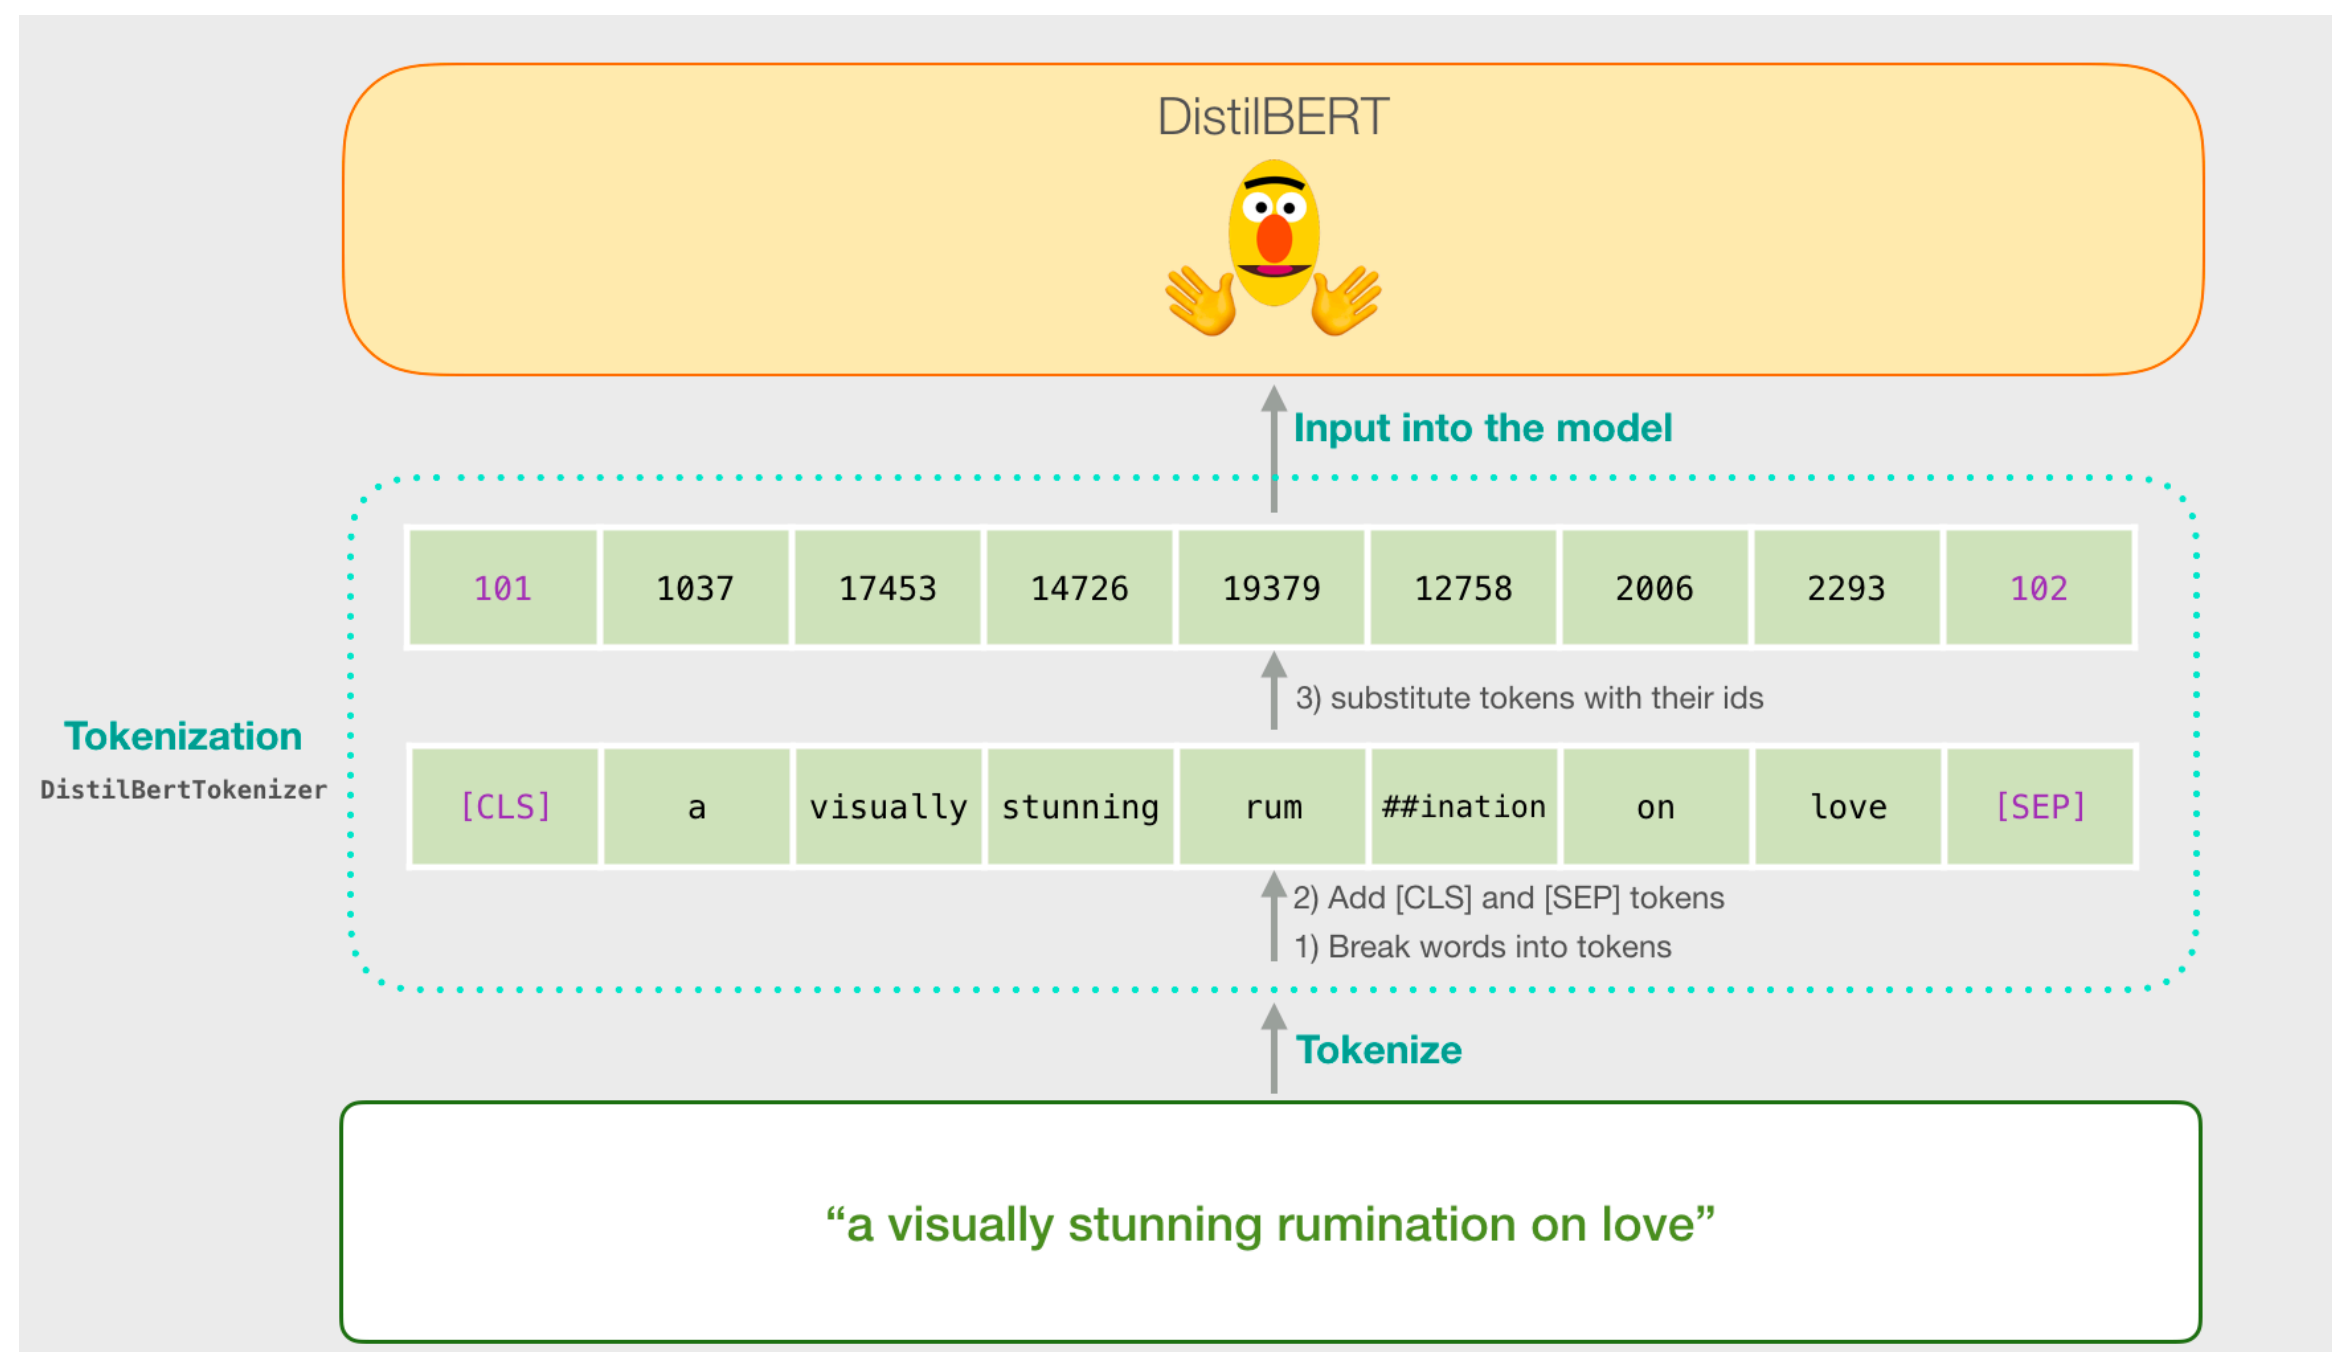 DistilBERT
Input into the model
101 1037 17453 14726 19379 12758 2006 2293 102
3) substitute tokens with their ids
Tokenization
DistilBertTokenizer
[CLS] a visually stunning rum ##ination on love [SEP]
2) Add [CLS] and [SEP] tokens
1) Break words into tokens
Tokenize
“a visually stunning rumination on love”